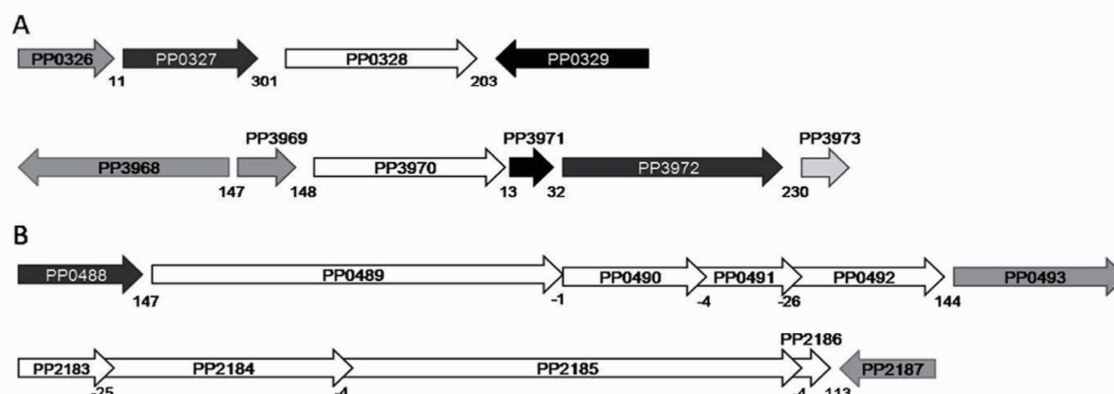 A
PP0326 PP0327 PP0328 PP0329
11 301 203
PP3969 PP3971 PP3973
PP3968 PP3970 PP3972
147 148 13 32 230
B
PP0488 PP0489 PP0490 PP0491 PP0492 PP0493
147 -1 -4 -26 144
PP2186
PP2183 PP2184 PP2185 PP2187
-25 -4 -4 113